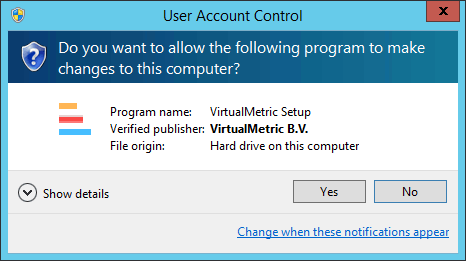 User Account Control
Do you want to allow the following program to make
changes to this computer?
Program name: VirtualMetric Setup
Verified publisher: VirtualMetric B.V.
File origin: Hard drive on this computer
Show details
Yes
No
Change when these notifications appear